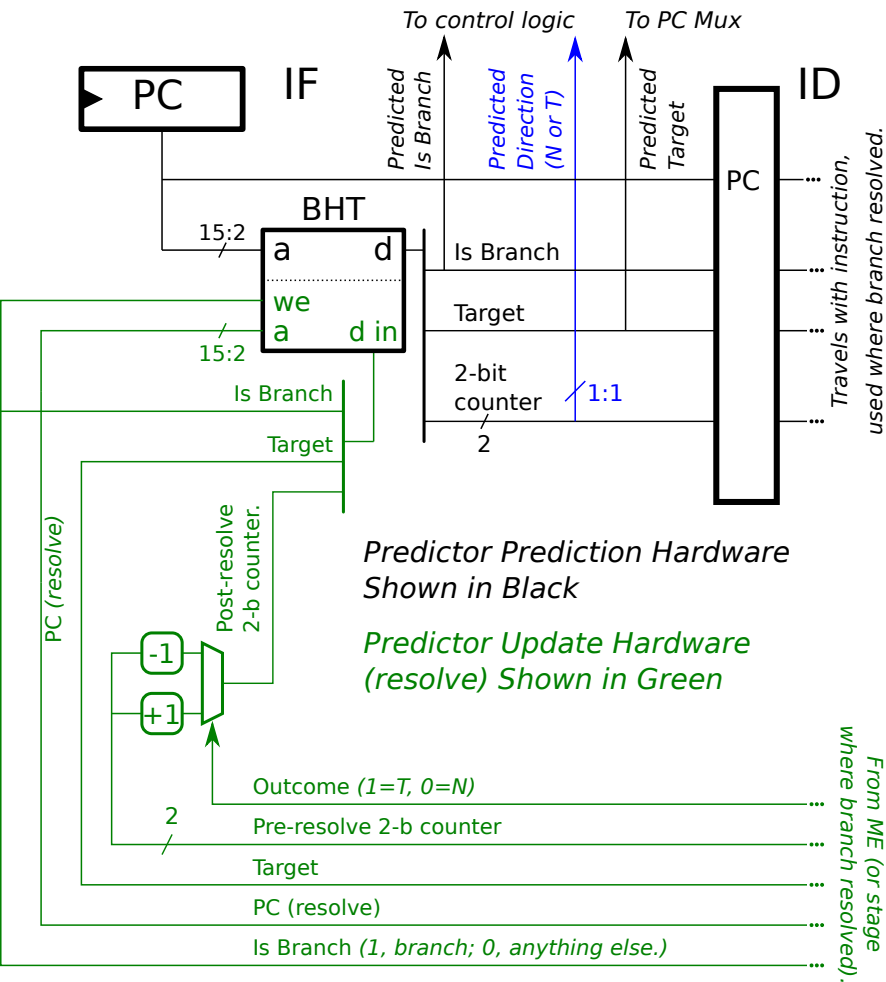 To control logic
To PC Mux
PC
IF
ID
Predicted
Is Branch
Predicted
Direction
(N or T)
Predicted
Target
PC
...
BHT
15:2
a
d
we
a
d in
15:2
Is Branch
...
Target
...
2-bit
counter
2
1:1
...
Travels with instruction,
used where branch resolved.
Is Branch
Target
PC (resolve)
Post-resolve
2-b counter.
Predictor Prediction Hardware
Shown in Black
Predictor Update Hardware
(resolve) Shown in Green
-1
+1
2
Outcome (1=T, 0=N)
...
Pre-resolve 2-b counter
...
Target
...
PC (resolve)
...
Is Branch (1, branch; 0, anything else.)
...
From ME (or stage
where branch resolved).